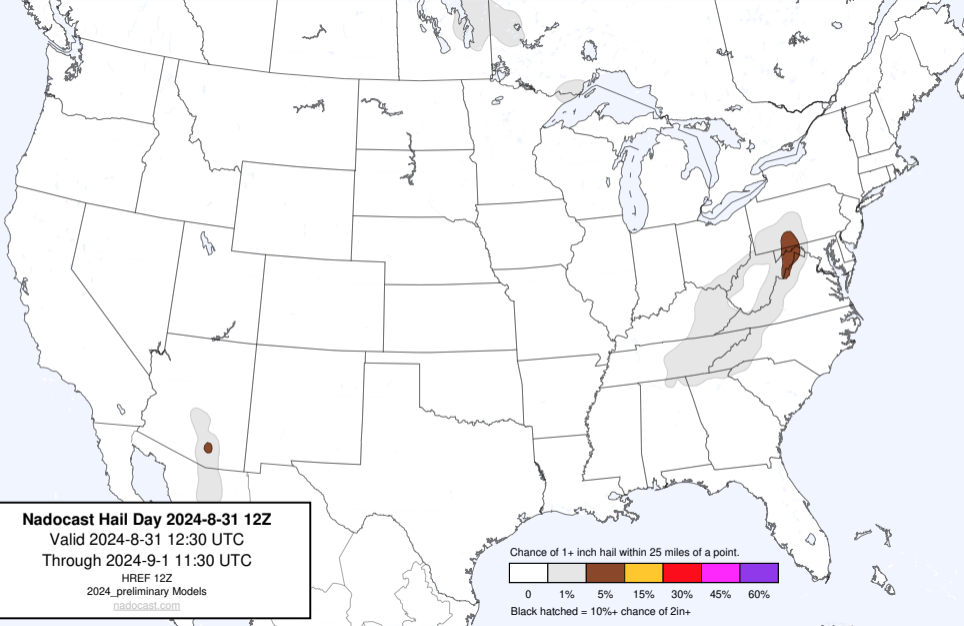 Nadocast Hail Day 2024-8-31 12Z
Valid 2024-8-31 12:30 UTC
Through 2024-9-1 11:30 UTC
HREF 12Z
2024_preliminary Models
nadocast.com
Chance of 1+ inch hail within 25 miles of a point.
0 1% 5% 15% 30% 45% 60%
Black hatched = 10%+ chance of 2in+